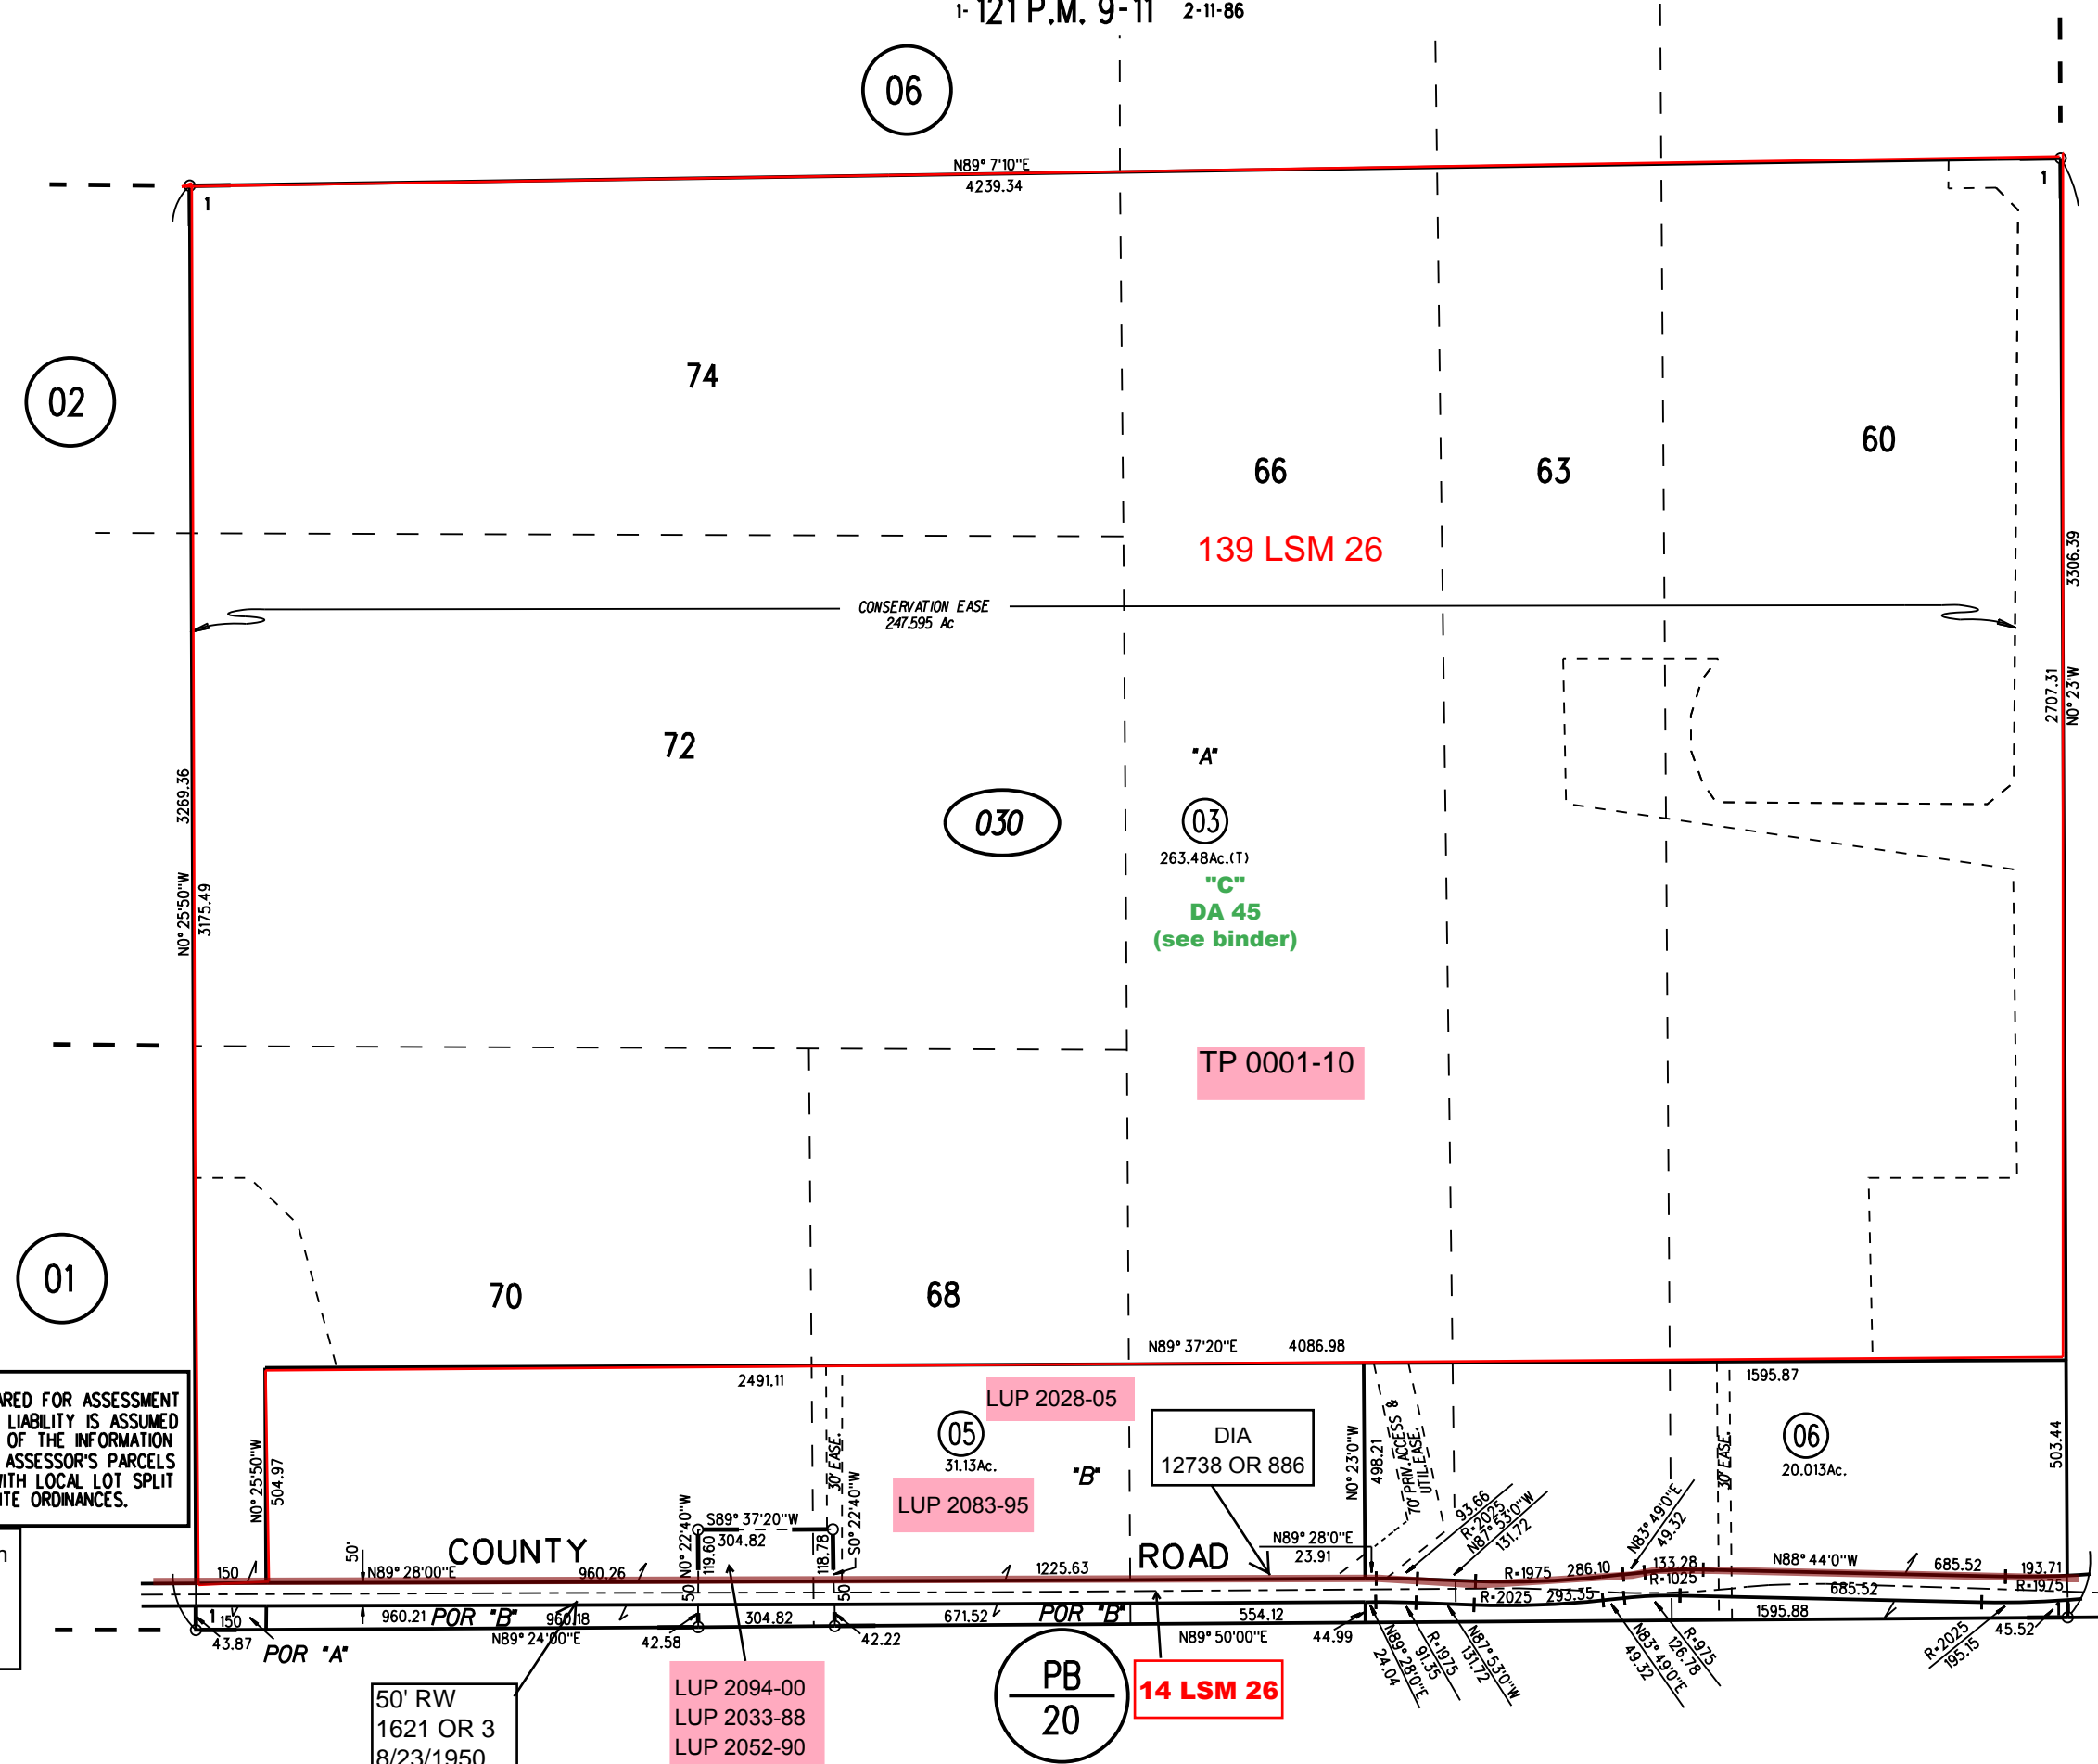 1- 121 P.M. 9-11 2-11-86
06
N89° 7'10"E
4239.34
1
1
02
74
60
66
63
139 LSM 26
3306.39
CONSERVATION EASE
247.595 Ac
2707.31
N0° 23'W
72
"A"
3269.36
030
03
263.48Ac.(T)
"C"
DA 45
(see binder)
N0° 25'50"W
3175.49
TP 0001-10
01
70
68
N89° 37'20"E 4086.98
2491.11
1595.87
LUP 2028-05
ARED FOR ASSESSMENT
LIABILITY IS ASSUMED
OF THE INFORMATION
ASSESSOR'S PARCELS
ITH LOCAL LOT SPLIT
ITE ORDINANCES.
N0° 25'50"W
504.97
30' EASE.
05
31.13Ac.
"B"
DIA
12738 OR 886
N0° 23'0"W
498.21
70' PRIV. ACCESS &
UTIL. EASE.
30' EASE.
06
20.013Ac.
503.44
LUP 2083-95
N0° 22'40"W
S89° 37'20"W
304.82
119.60
118.78
S0° 22'40"W
93.66
R=2025
N87° 53'0"W
131.72
N83° 49'0"E
49.32
n
COUNTY
ROAD
N89° 28'0"E
23.91
150
50'
N89° 28'00"E
960.26
50
50
1225.63
R=1975
286.10
133.28
R=1025
N88° 44'0"W
685.52
193.71
R=1975
1
150
960.21
POR "B"
960.18
304.82
671.52
POR "B"
554.12
R=2025
293.35
685.52
1595.88
43.87
POR "A"
N89° 24'00"E
42.58
42.22
N89° 50'00"E
44.99
N89° 28'0"E
24.04
R=1975
91.35
N87° 53'0"W
131.72
N83° 49'0"E
49.32
R=975
126.78
R=2025
195.15
45.52
1
50' RW
1621 OR 3
8/23/1950
LUP 2094-00
LUP 2033-88
LUP 2052-90
PB
20
14 LSM 26